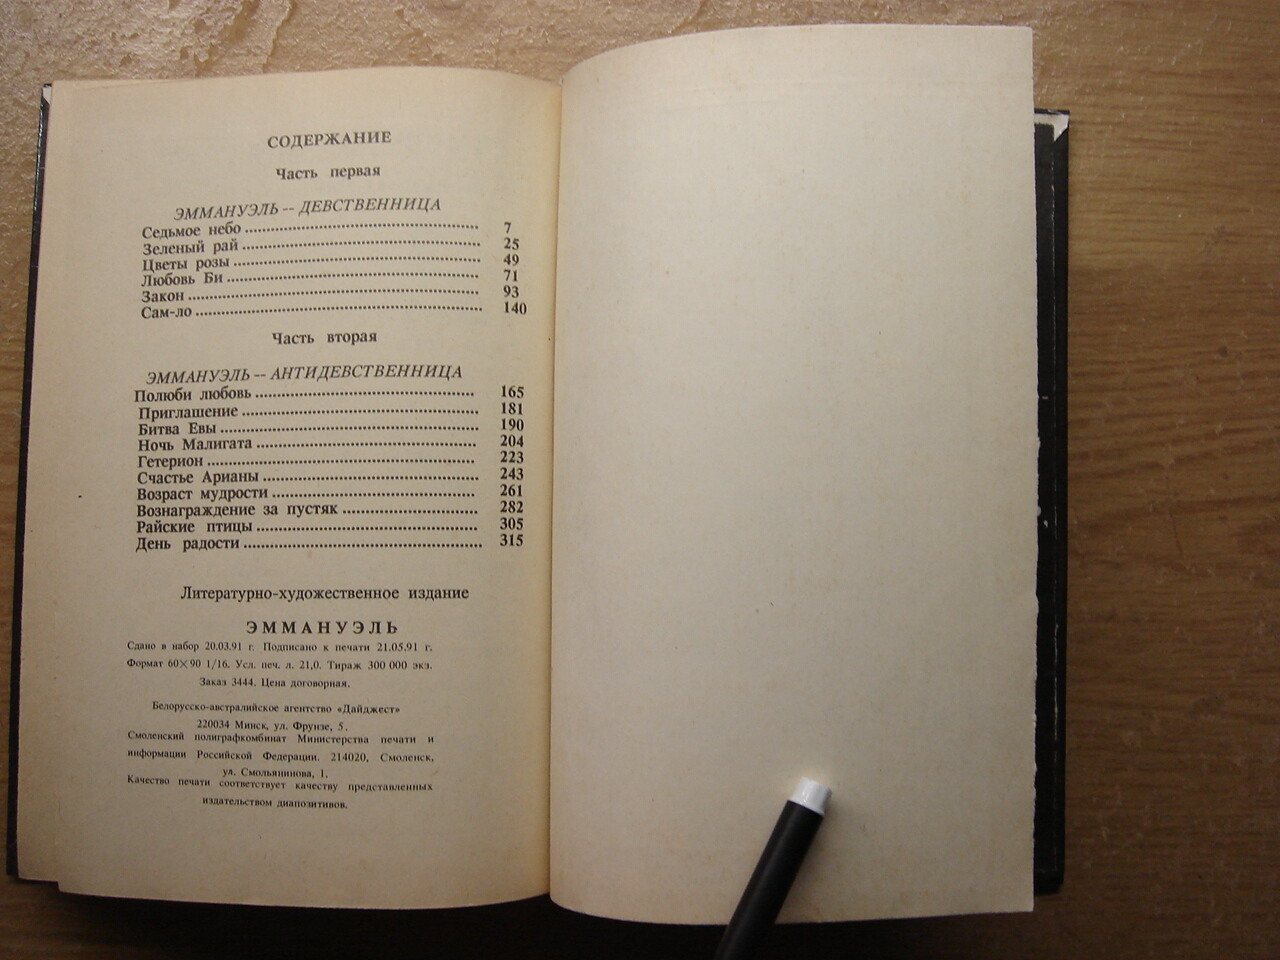 СОДЕРЖАНИЕ
Часть первая
ЭММАНУЭЛЬ -- ДЕВСТВЕННИЦА
Седьмое небо ........................................ 7
Зеленый рай ........................................ 25
Цветы розы ........................................ 49
Любовь Би ........................................ 71
Закон ........................................ 93
Сам-ло ........................................ 140
Часть вторая
ЭММАНУЭЛЬ -- АНТИДЕВСТВЕННИЦА
Полюби любовь ........................................ 165
Приглашение ........................................ 181
Битва Евы ........................................ 190
Ночь Малигата ........................................ 204
Гетерион ........................................ 223
Счастье Арианы ........................................ 243
Возраст мудрости ........................................ 261
Вознаграждение за пустяк ........................................ 282
Райские птицы ........................................ 305
День радости ........................................ 315
Литературно-художественное издание
ЭММАНУЭЛЬ
Сдано в набор 20.03.91 г. Подписано к печати 21.05.91 г.
Формат 60×90 1/16. Усл. печ. л. 21,0. Тираж 300 000 экз.
Заказ 3444. Цена договорная.
Белорусско-австралийское агентство «Дайджест»
220034 Минск, ул. Фрунзе, 5.
Смоленский полиграфкомбинат Министерства печати и
информации Российской Федерации. 214020, Смоленск,
ул. Смольянинова, 1.
Качество печати соответствует качеству представленных
издательством диапозитивов.